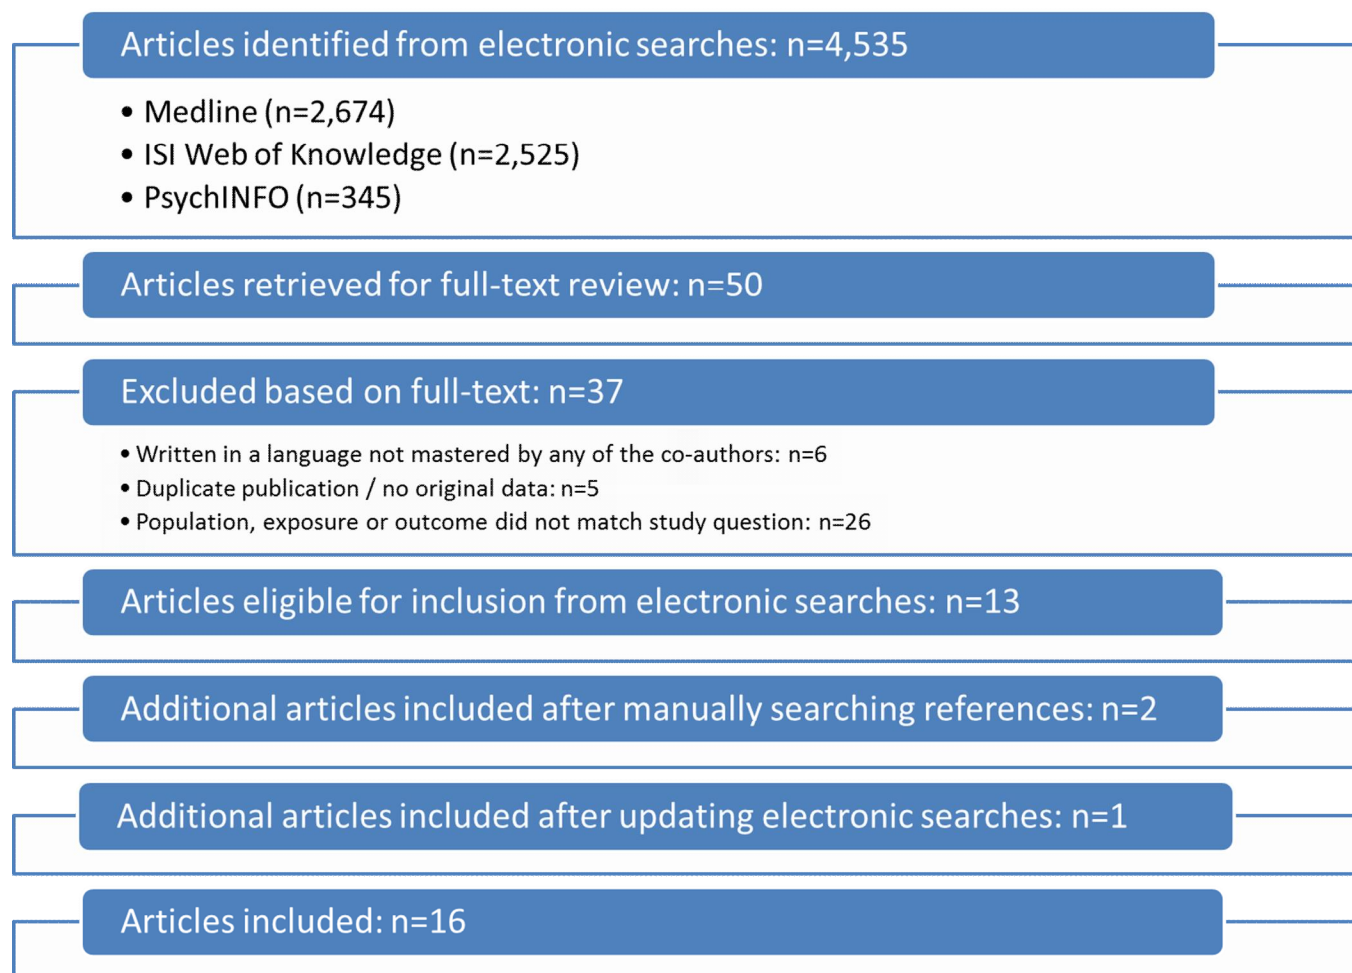 Articles identified from electronic searches: n=4,535
• Medline (n=2,674)
• ISI Web of Knowledge (n=2,525)
• PsychINFO (n=345)
Articles retrieved for full-text review: n=50
Excluded based on full-text: n=37
• Written in a language not mastered by any of the co-authors: n=6
• Duplicate publication / no original data: n=5
• Population, exposure or outcome did not match study question: n=26
Articles eligible for inclusion from electronic searches: n=13
Additional articles included after manually searching references: n=2
Additional articles included after updating electronic searches: n=1
Articles included: n=16